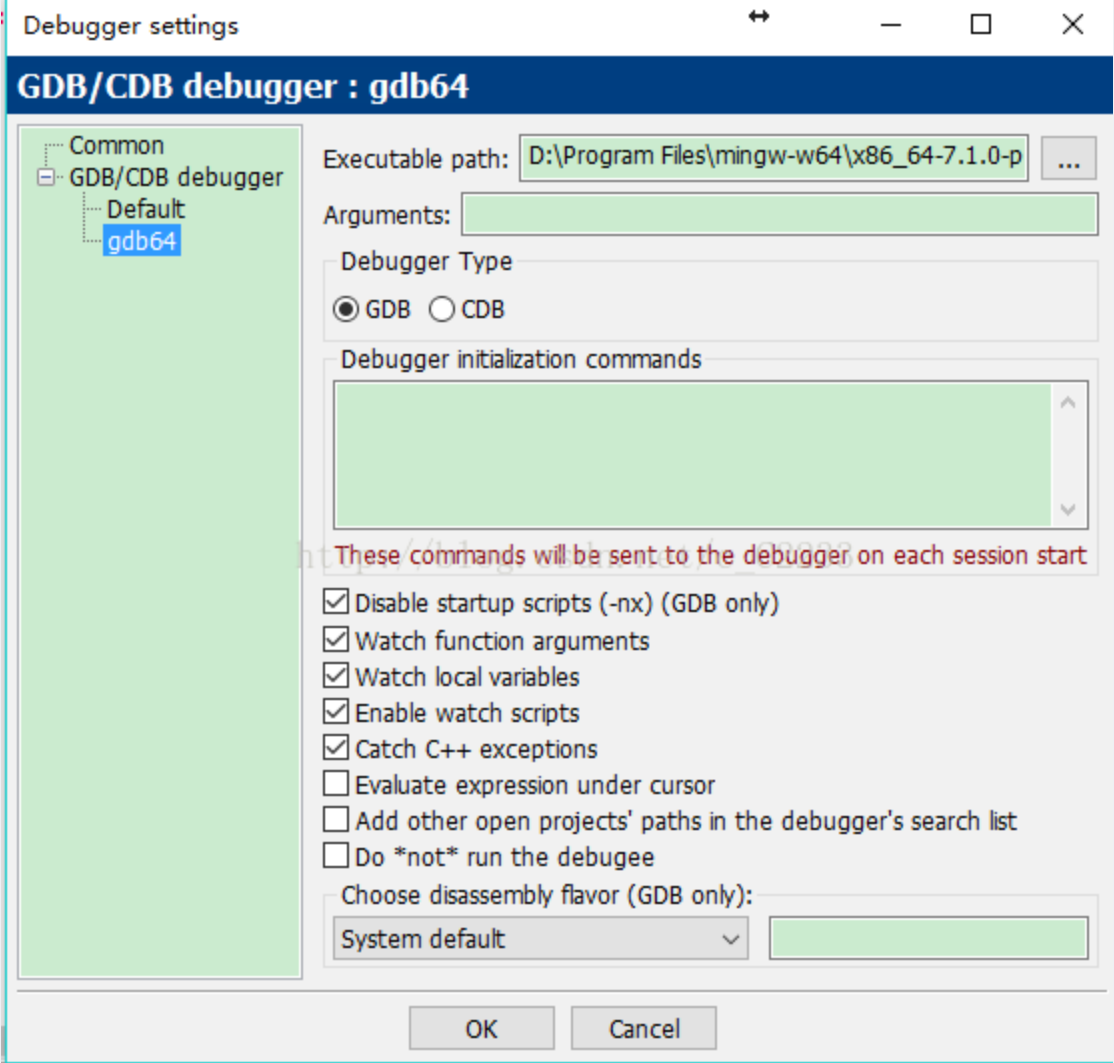 Debugger settings
GDB/CDB debugger : gdb64
Common
GDB/CDB debugger
Default
gdb64
Executable path: D:\Program Files\mingw-w64\x86_64-7.1.0-p ...
Arguments:
Debugger Type
GDB CDB
Debugger initialization commands
These commands will be sent to the debugger on each session start
Disable startup scripts (-nx) (GDB only)
Watch function arguments
Watch local variables
Enable watch scripts
Catch C++ exceptions
Evaluate expression under cursor
Add other open projects' paths in the debugger's search list
Do *not* run the debugee
Choose disassembly flavor (GDB only):
System default
OK Cancel